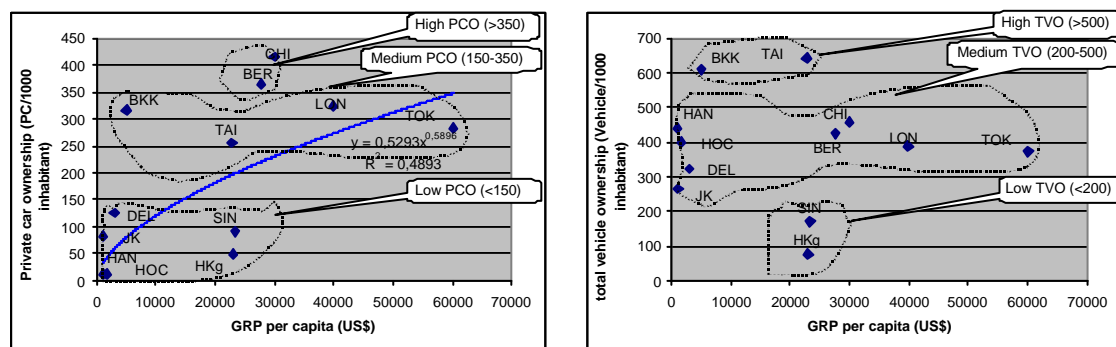 High PCO (>350)
Medium PCO (150-350)
Low PCO (<150)
Private car ownership (PC/1000
inhabitant)
450
400
350
300
250
200
150
100
50
0
CHI
BER
BKK
LON
TOK
TAI
y = 0,5293x^0,5896
R² = 0,4893
DEL
SIN
JK
HAN
HOC
HKg
0 10000 20000 30000 40000 50000 60000 70000
GRP per capita (US$)
High TVO (>500)
Medium TVO (200-500)
Low TVO (<200)
total vehicle ownership (Vehicle/1000
inhabitant)
700
600
500
400
300
200
100
0
BKK
TAI
HAN
CHI
HOC
BER
LON
TOK
DEL
JK
SIN
HKg
0 10000 20000 30000 40000 50000 60000 70000
GRP per capita (US$)